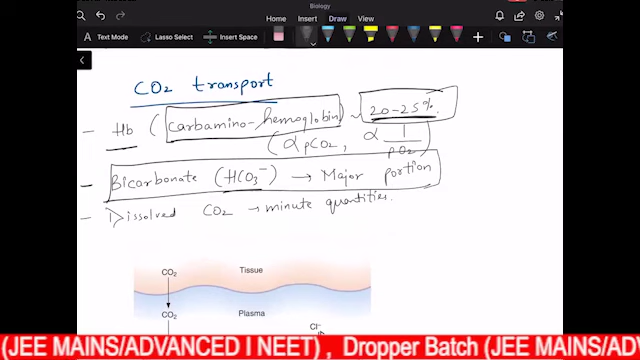 Biology
Home Insert Draw View
Text Mode Lasso Select Insert Space
CO2 transport
- Hb (Carbamino-hemoglobin) ~ 20-25%.
(α pCO2, α 1/pO2)
- Bicarbonate (HCO3⁻) → Major portion
- Dissolved CO2 → minute quantities.
CO2 Tissue
Plasma
CO2
Cl⁻
(JEE MAINS/ADVANCED I NEET) , Dropper Batch (JEE MAINS/